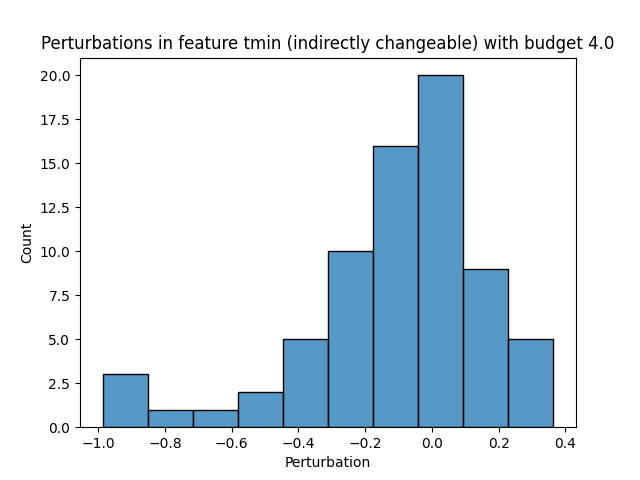 Perturbations in feature tmin (indirectly changeable) with budget 4.0
20.0
17.5
15.0
12.5
10.0
7.5
5.0
2.5
0.0
Count
−1.0 −0.8 −0.6 −0.4 −0.2 0.0 0.2 0.4
Perturbation